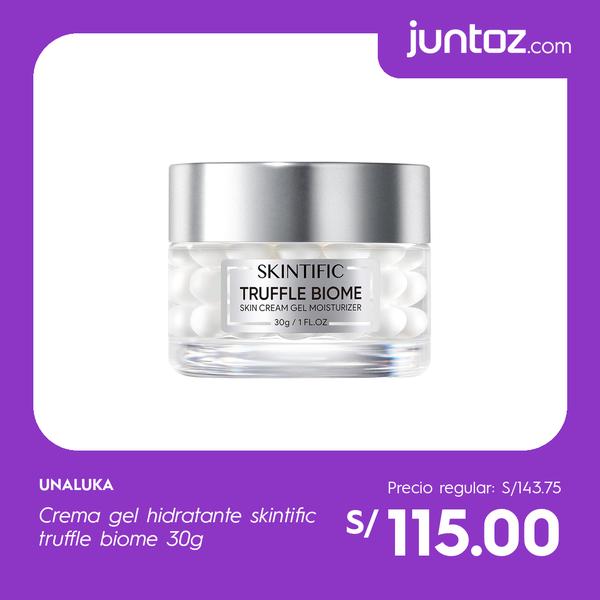 juntoz.com
SKINTIFIC
TRUFFLE BIOME
SKIN CREAM GEL MOISTURIZER
30g / 1 FL.OZ
UNALUKA
Crema gel hidratante skintific
truffle biome 30g
Precio regular: S/143.75
S/ 115.00